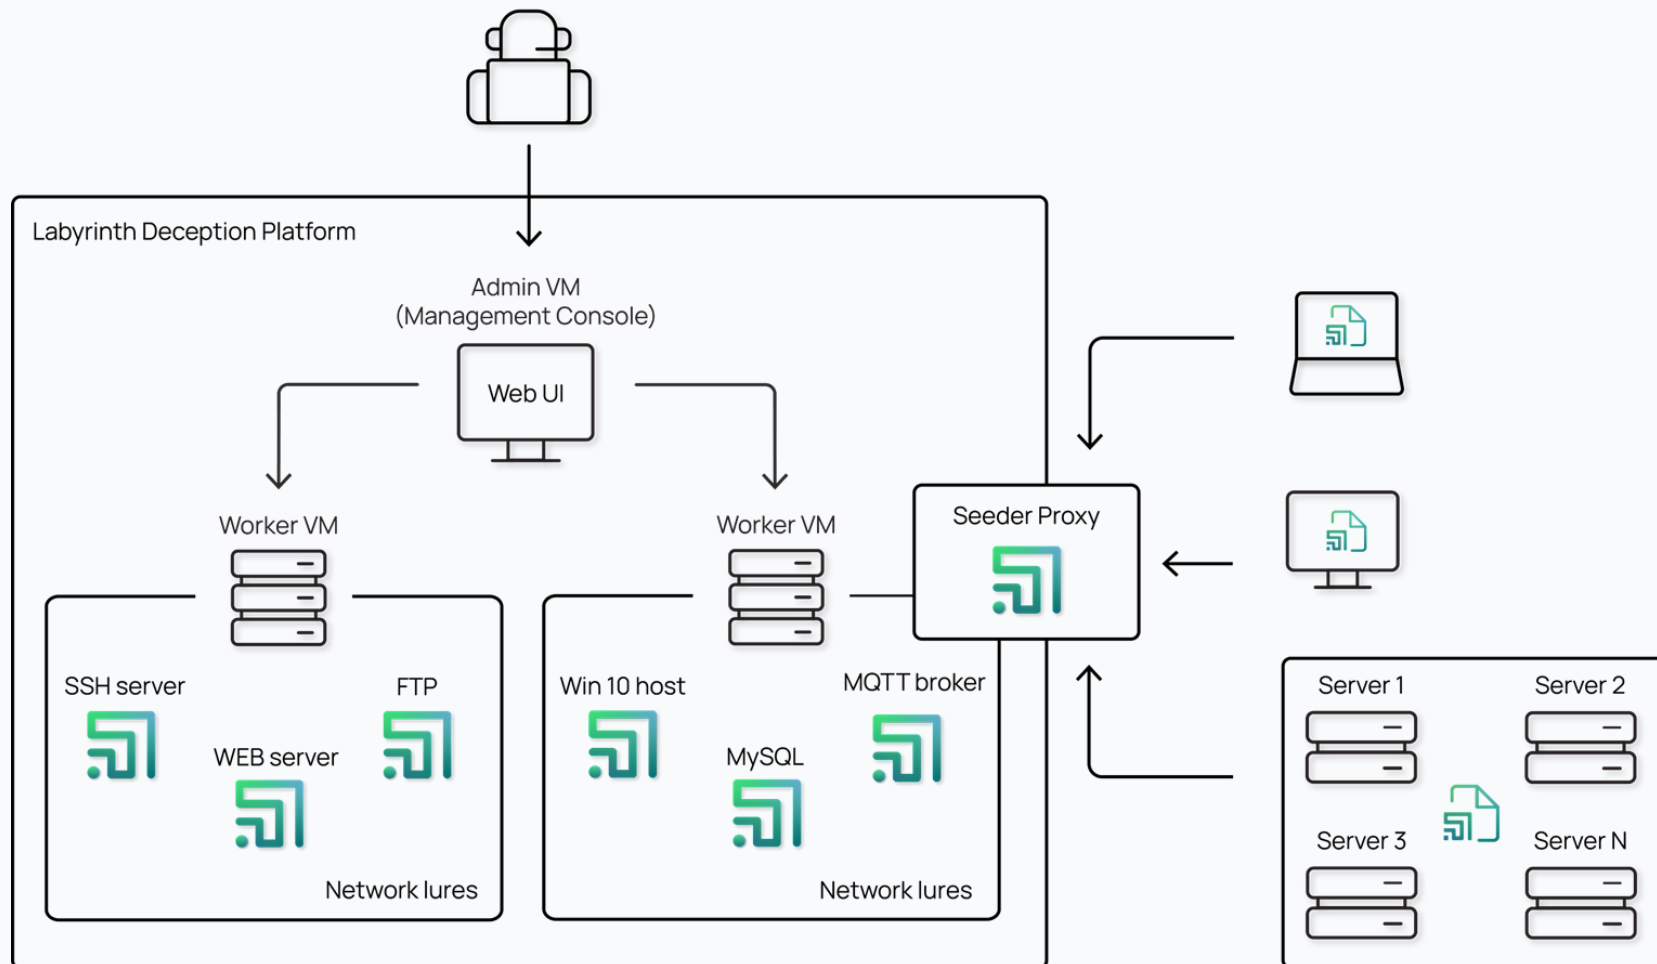 Labyrinth Deception Platform
Admin VM
(Management Console)
Web UI
Worker VM
Worker VM
Seeder Proxy
SSH server
FTP
WEB server
Network lures
Win 10 host
MQTT broker
MySQL
Network lures
Server 1
Server 2
Server 3
Server N